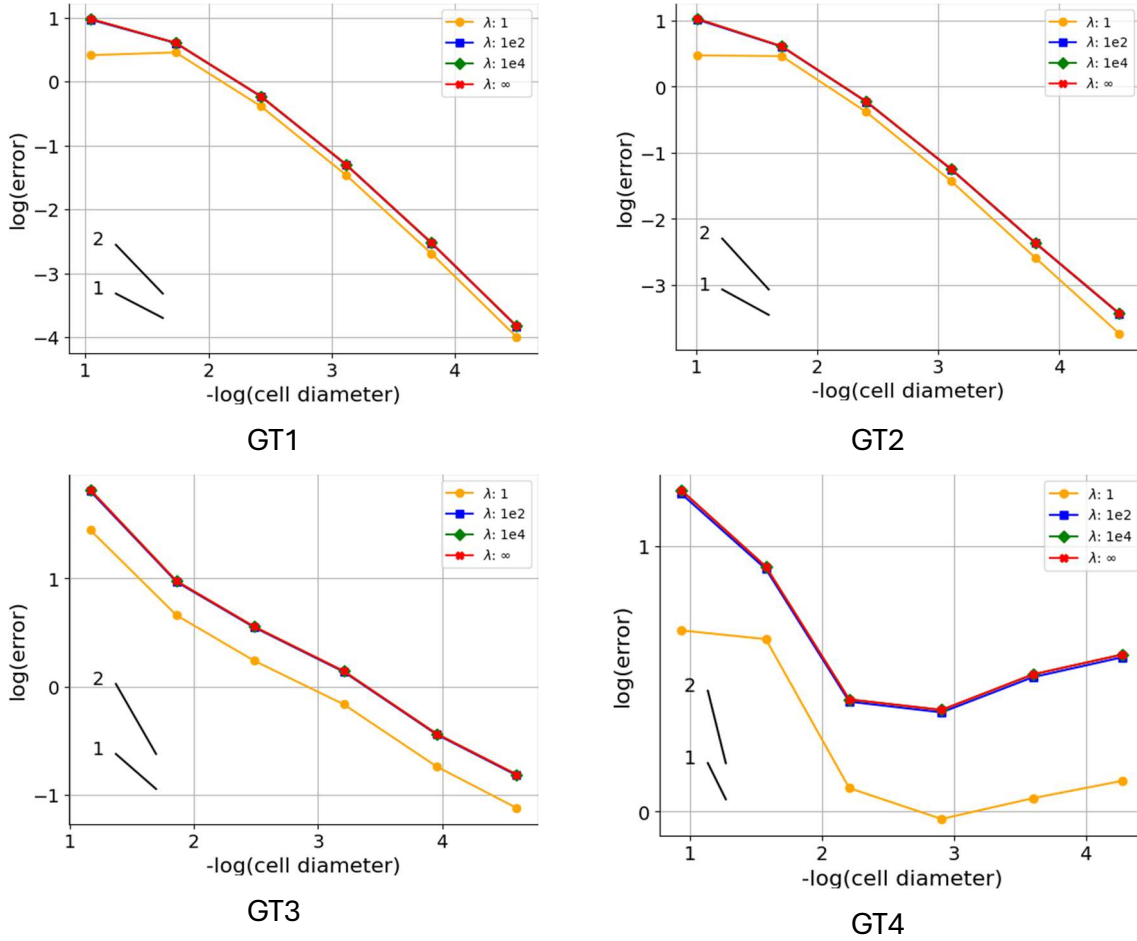 log(error)
1
0
−1
−2
−3
−4
2
1
λ: 1
λ: 1e2
λ: 1e4
λ: ∞
1
2
3
4
-log(cell diameter)
GT1
log(error)
1
0
−1
−2
−3
2
1
λ: 1
λ: 1e2
λ: 1e4
λ: ∞
1
2
3
4
-log(cell diameter)
GT2
log(error)
1
0
−1
2
1
λ: 1
λ: 1e2
λ: 1e4
λ: ∞
1
2
3
4
-log(cell diameter)
GT3
log(error)
1
0
2
1
λ: 1
λ: 1e2
λ: 1e4
λ: ∞
1
2
3
4
-log(cell diameter)
GT4